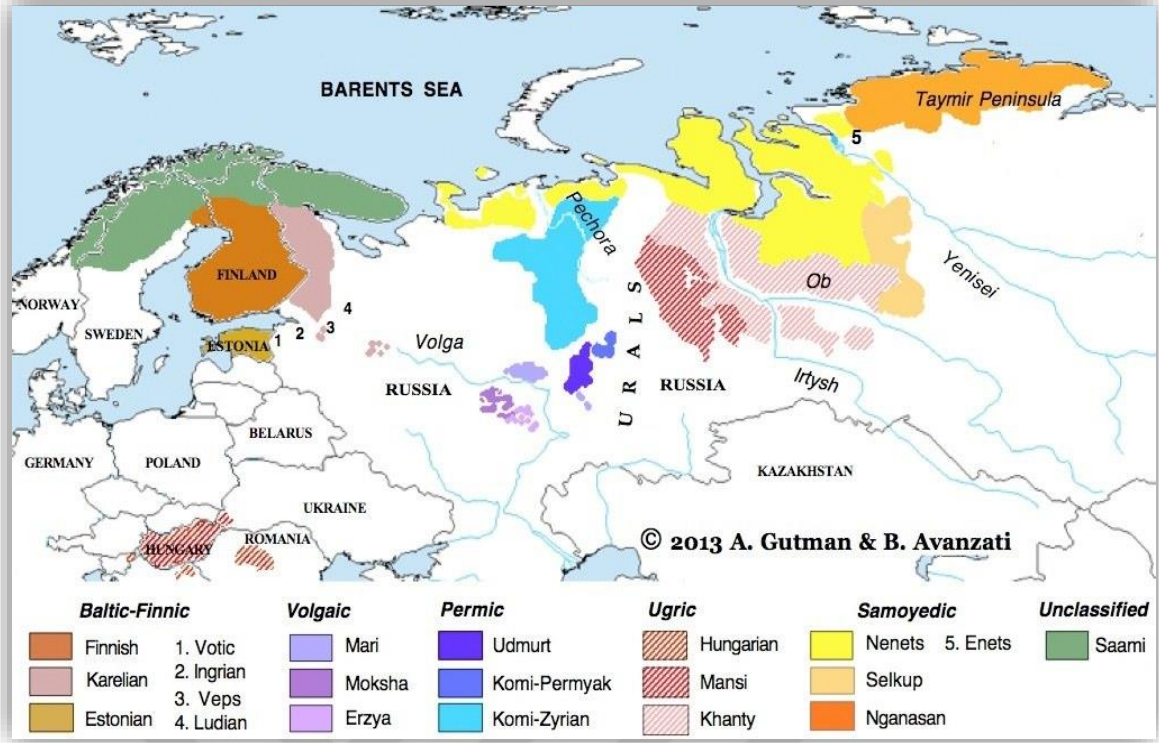 BARENTS SEA
Taymir Peninsula
5
Pechora
FINLAND
NORWAY
SWEDEN
ESTONIA
1
2
3
4
Volga
Ob
Yenisei
RUSSIA
URALS
RUSSIA
Irtysh
BELARUS
GERMANY
POLAND
KAZAKHSTAN
UKRAINE
HUNGARY
ROMANIA
© 2013 A. Gutman & B. Avanzati
Baltic-Finnic
Finnish
Karelian
Estonian
1. Votic
2. Ingrian
3. Veps
4. Ludian
Volgaic
Mari
Moksha
Erzya
Permic
Udmurt
Komi-Permyak
Komi-Zyrian
Ugric
Hungarian
Mansi
Khanty
Samoyedic
Nenets 5. Enets
Selkup
Nganasan
Unclassified
Saami